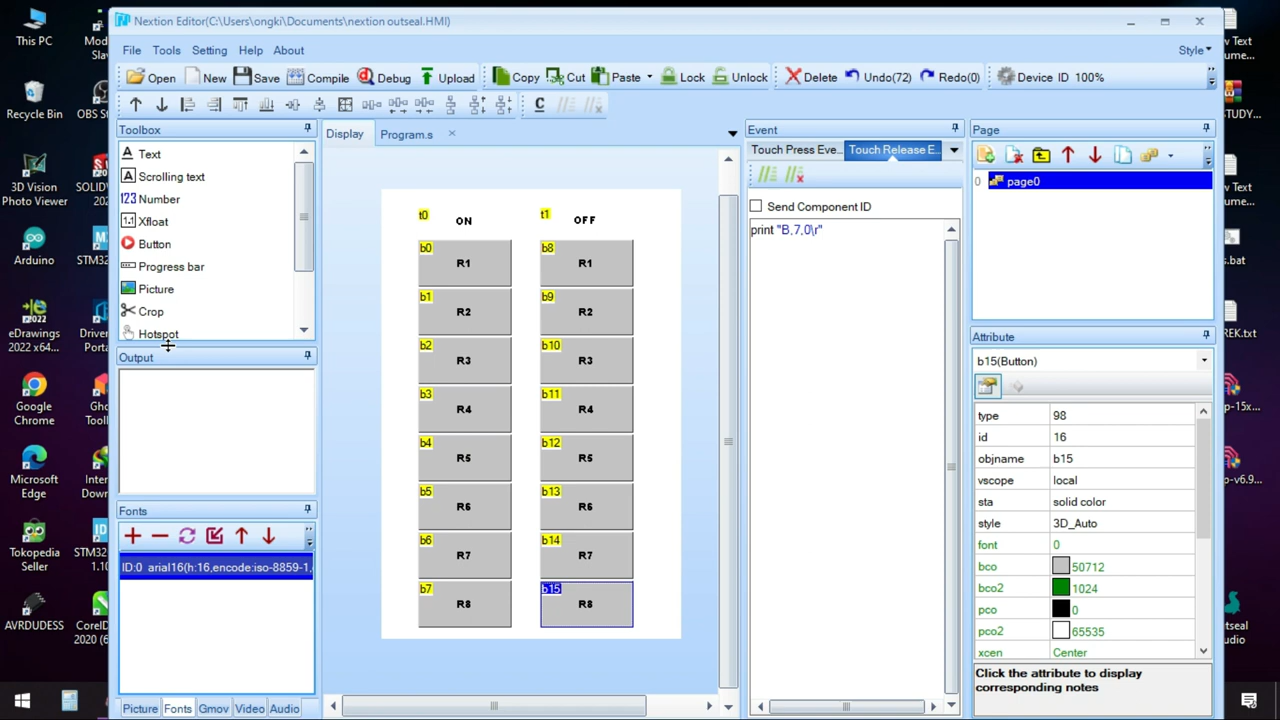 This PC
Recycle Bin
3D Vision
Photo Viewer
Arduino
eDrawings
2022 x64...
Google
Chrome
Microsoft
Edge
Tokopedia
Seller
AVRDUDESS
Nextion Editor(C:\Users\ongki\Documents\nextion outseal.HMI)
File Tools Setting Help About
Style
Open New Save Compile Debug Upload Copy Cut Paste Lock Unlock Delete Undo(72) Redo(0) Device ID 100%
Toolbox
A Text
A Scrolling text
123 Number
1.1 Xfloat
Button
Progress bar
Picture
Crop
Hotspot
Output
Fonts
ID:0 arial16(h:16,encode:iso-8859-1,
Picture Fonts Gmov Video Audio
Display Program.s
t0 ON t1 OFF
b0 R1 b8 R1
b1 R2 b9 R2
b2 R3 b10 R3
b3 R4 b11 R4
b4 R5 b12 R5
b5 R6 b13 R6
b6 R7 b14 R7
b7 R8 b15 R8
Event
Touch Press Eve... Touch Release E...
Send Component ID
print "B,7,0\r"
Page
0 page0
Attribute
b15(Button)
type 98
id 16
objname b15
vscope local
sta solid color
style 3D_Auto
font 0
bco 50712
bco2 1024
pco 0
pco2 65535
xcen Center
Click the attribute to display
corresponding notes